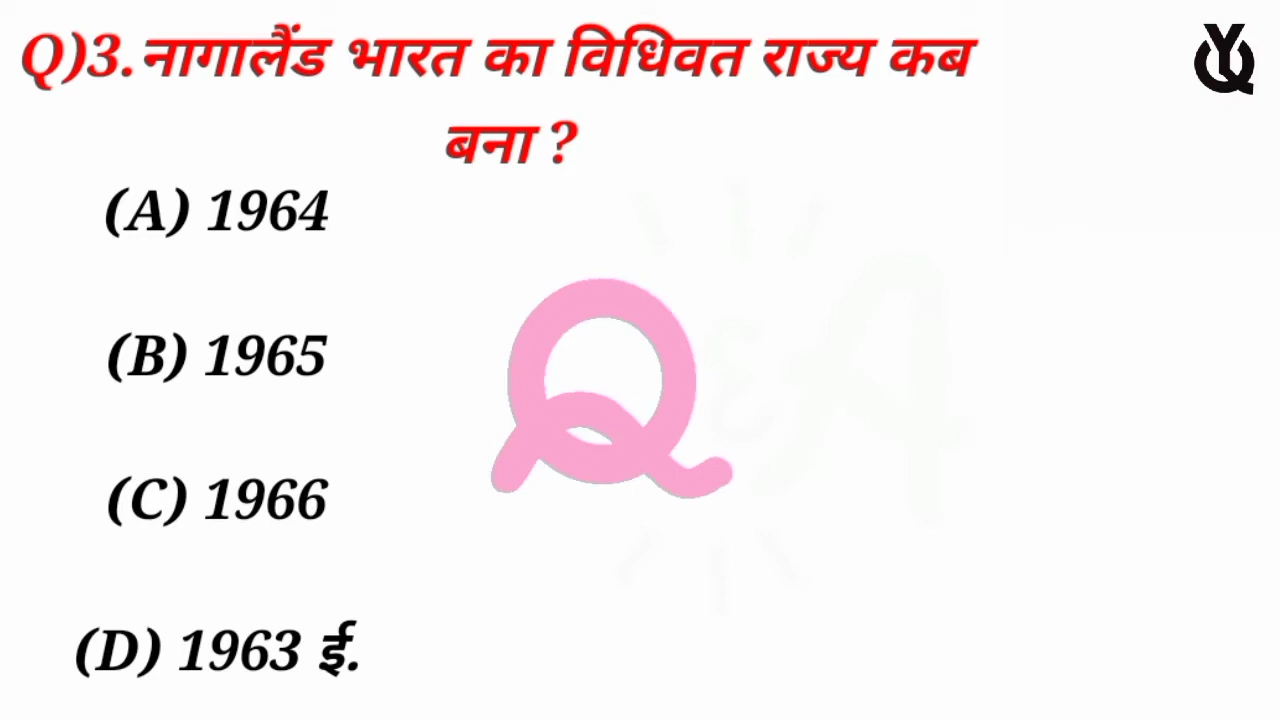 Q)3.नागालैंड भारत का विधिवत राज्य कब
बना ?
(A) 1964
(B) 1965
(C) 1966
(D) 1963 ई.